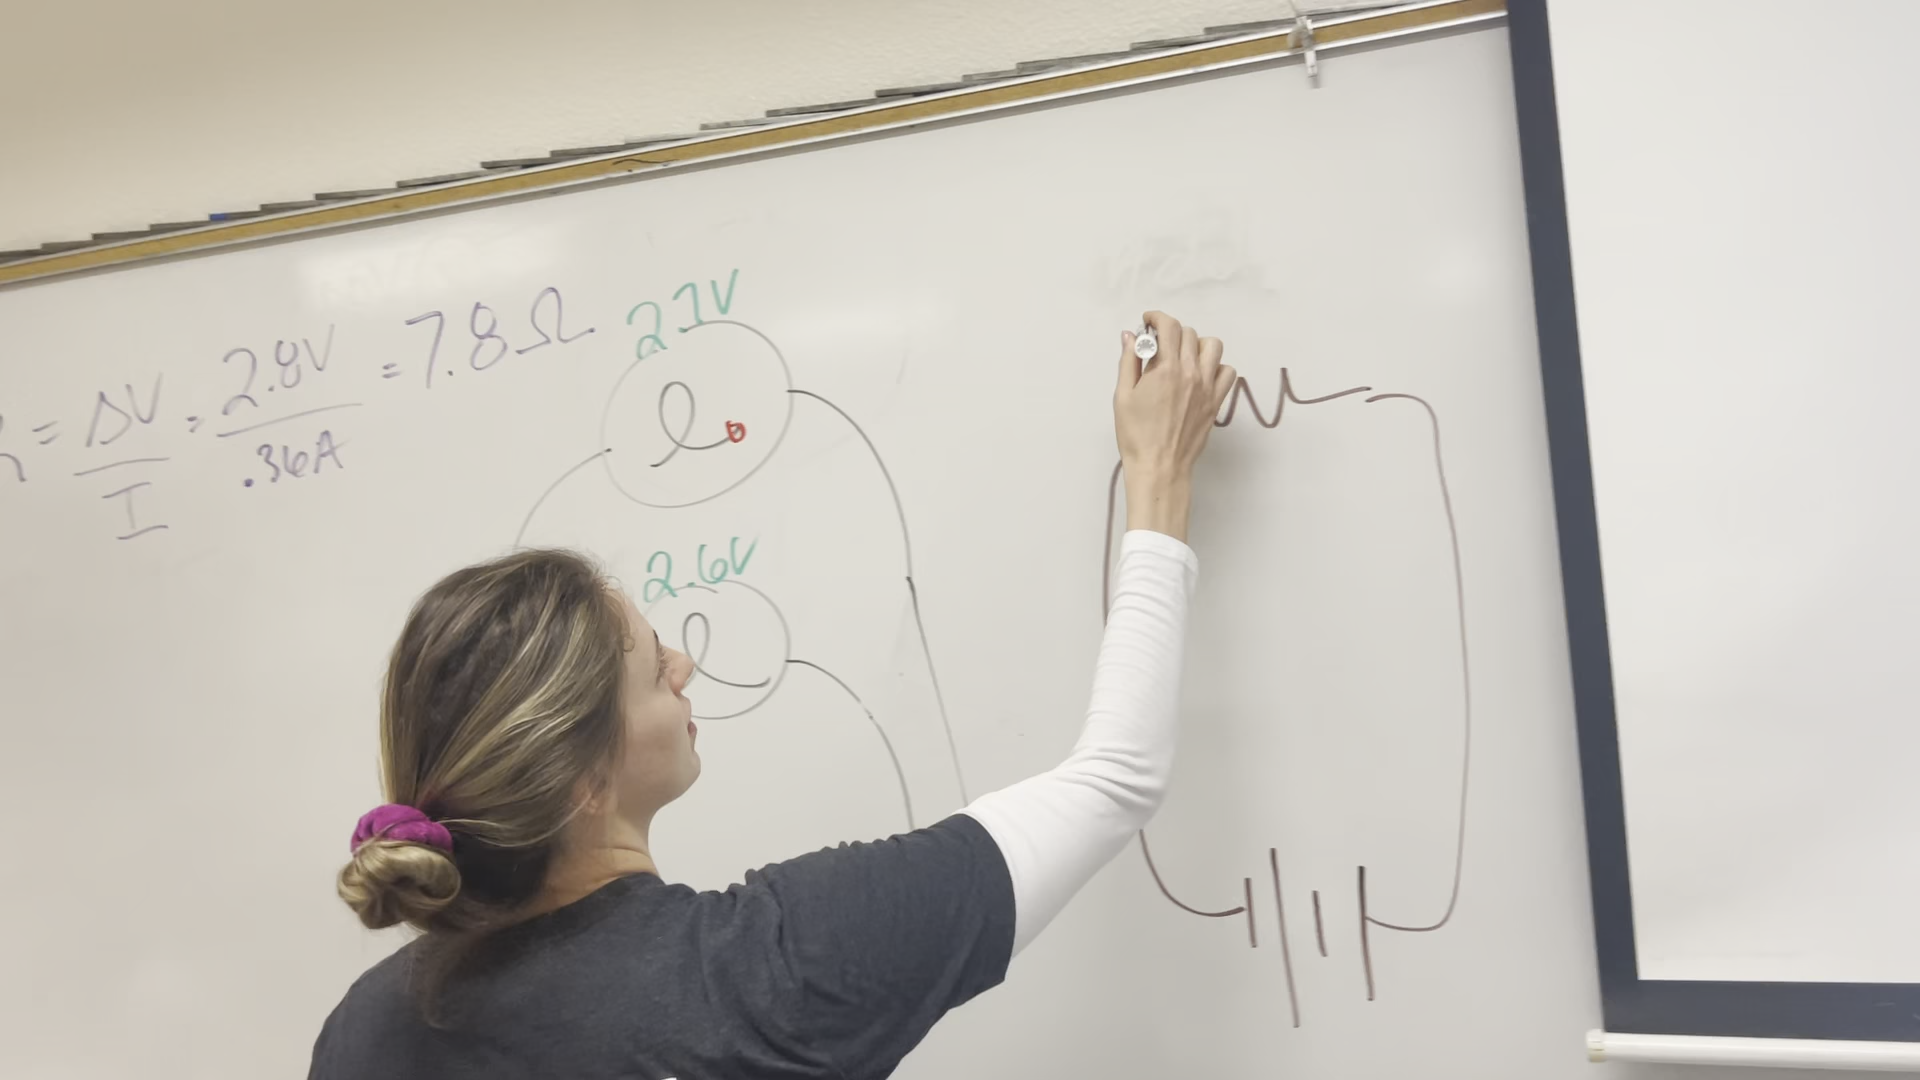 R = ΔV / I = 2.8V / .36A = 7.8Ω
2.7V
2.6V